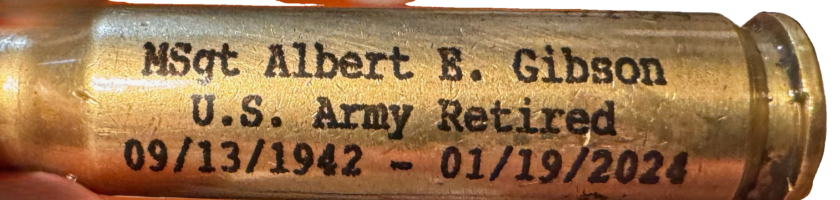 MSgt Albert E. Gibson
U.S. Army Retired
09/13/1942 - 01/19/2024